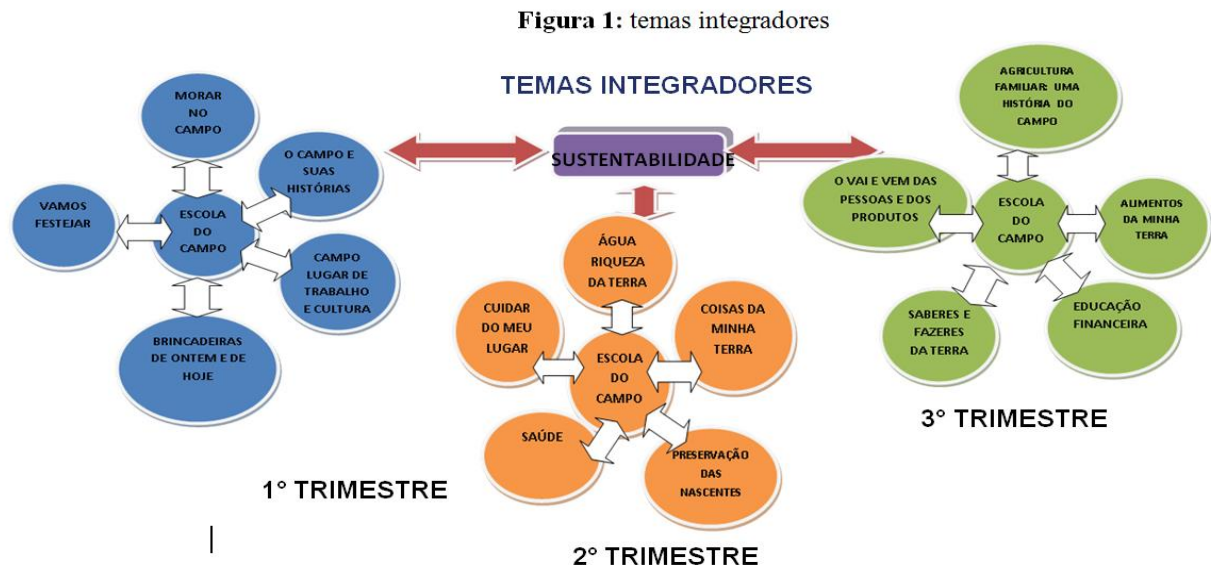 Figura 1: temas integradores
TEMAS INTEGRADORES
SUSTENTABILIDADE
MORAR
NO
CAMPO
O CAMPO E
SUAS
HISTÓRIAS
VAMOS
FESTEJAR
ESCOLA
DO
CAMPO
CAMPO
LUGAR DE
TRABALHO
E CULTURA
BRINCADEIRAS
DE ONTEM E DE
HOJE
1° TRIMESTRE
ÁGUA
RIQUEZA
DA TERRA
CUIDAR
DO MEU
LUGAR
COISAS DA
MINHA
TERRA
ESCOLA
DO
CAMPO
SAÚDE
PRESERVAÇÃO
DAS
NASCENTES
2° TRIMESTRE
AGRICULTURA
FAMILIAR: UMA
HISTÓRIA DO
CAMPO
O VAI E VEM DAS
PESSOAS E DOS
PRODUTOS
ESCOLA
DO
CAMPO
ALIMENTOS
DA MINHA
TERRA
SABERES E
FAZERES
DA TERRA
EDUCAÇÃO
FINANCEIRA
3° TRIMESTRE